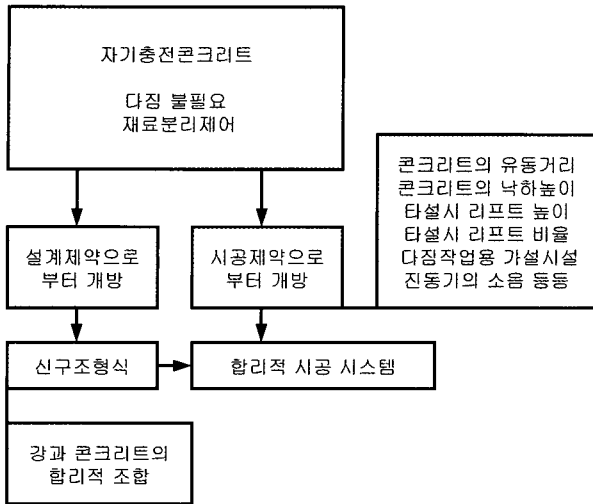 자기충전콘크리트
다짐 불필요
재료분리제어
콘크리트의 유동거리
콘크리트의 낙하높이
타설시 리프트 높이
타설시 리프트 비율
다짐작업용 가설시설
진동기의 소음 등등
설계제약으로
부터 개방
시공제약으로
부터 개방
신구조형식
합리적 시공 시스템
강과 콘크리트의
합리적 조합